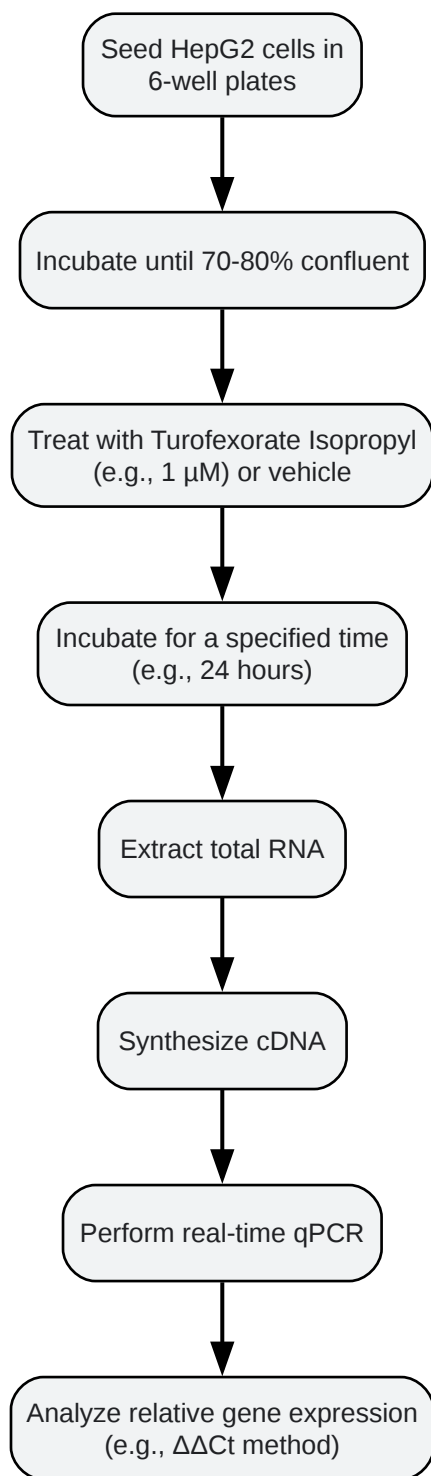 Seed HepG2 cells in
6-well plates
Incubate until 70-80% confluent
Treat with Turofexorate Isopropyl
(e.g., 1 µM) or vehicle
Incubate for a specified time
(e.g., 24 hours)
Extract total RNA
Synthesize cDNA
Perform real-time qPCR
Analyze relative gene expression
(e.g., ΔΔCt method)